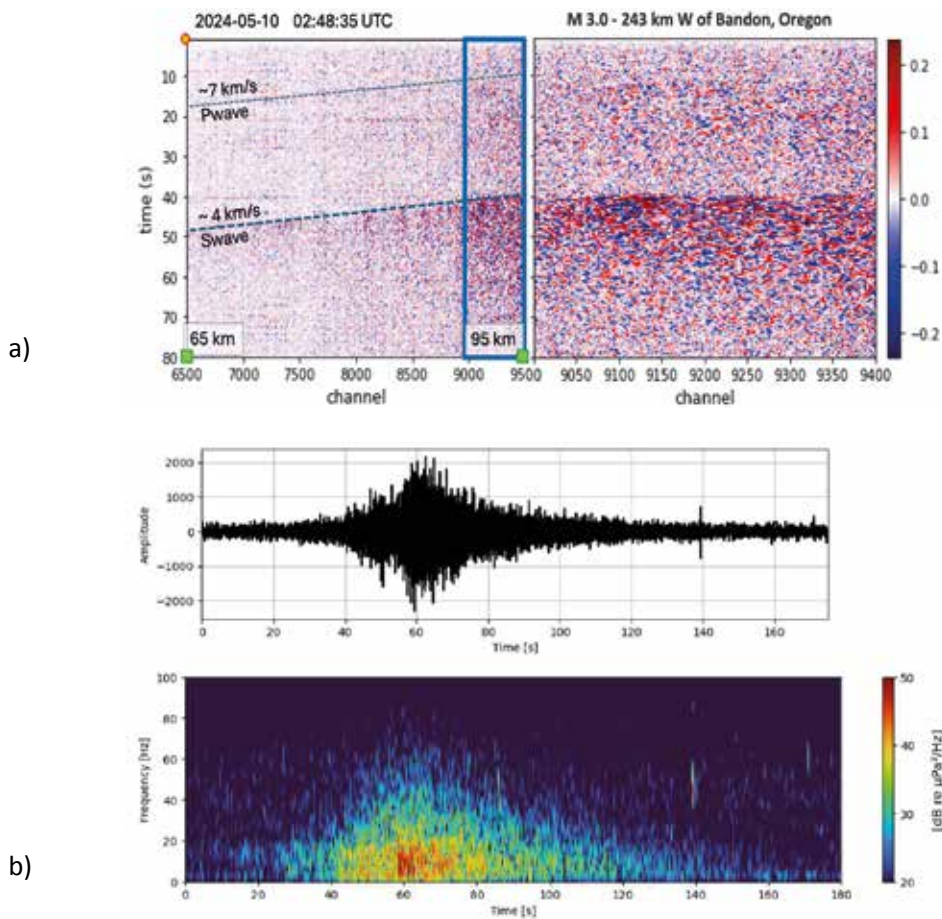 2024-05-10 02:48:35 UTC
M 3.0 - 243 km W of Bandon, Oregon
10
20
30
40
50
60
70
80
time (s)
~7 km/s
Pwave
~ 4 km/s
Swave
65 km
95 km
6500 7000 7500 8000 8500 9000 9500
channel
9050 9100 9150 9200 9250 9300 9350 9400
channel
0.2
0.1
0.0
−0.1
−0.2
a)
2000
1000
0
−1000
−2000
Amplitude
0 20 40 60 80 100 120 140 160
Time [s]
100
80
60
40
20
0
Frequency [Hz]
0 20 40 60 80 100 120 140 160 180
Time [s]
50
40
30
20
[dB re µPa²/Hz]
b)